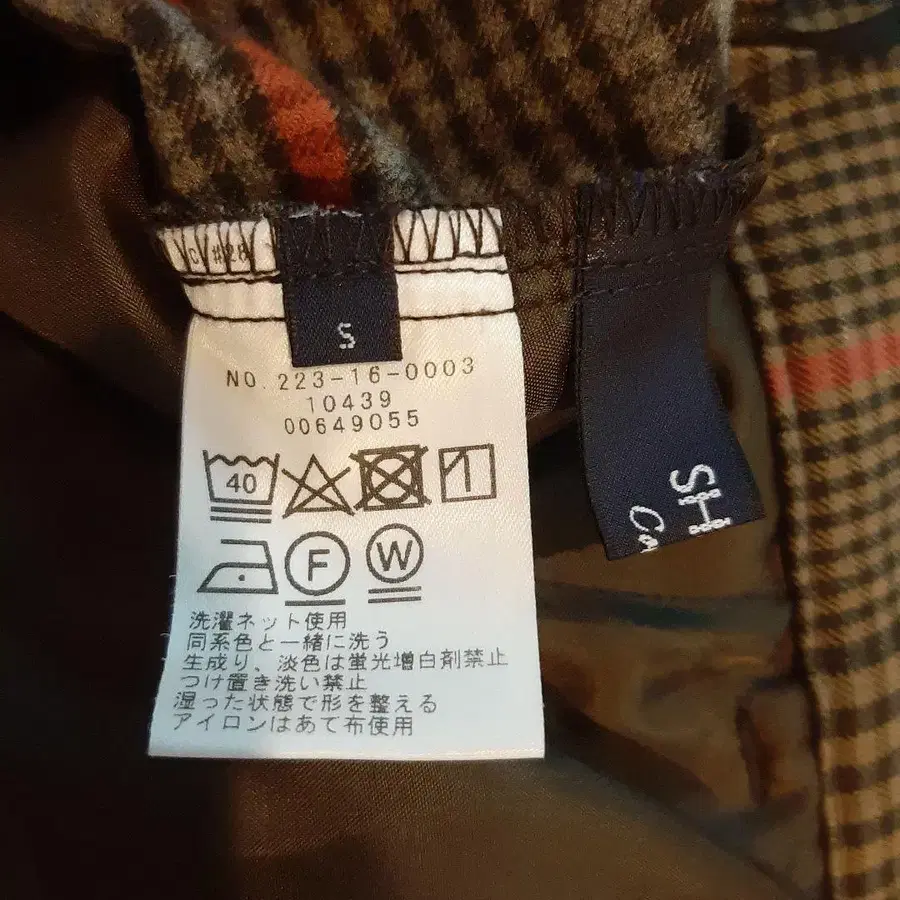 C #28
S
NO. 223-16-0003
10439
00649055
40
F
W
洗濯ネット使用
同系色と一緒に洗う
生成り、淡色は蛍光増白剤禁止
つけ置き洗い禁止
湿った状態で形を整える
アイロンはあて布使用
SH